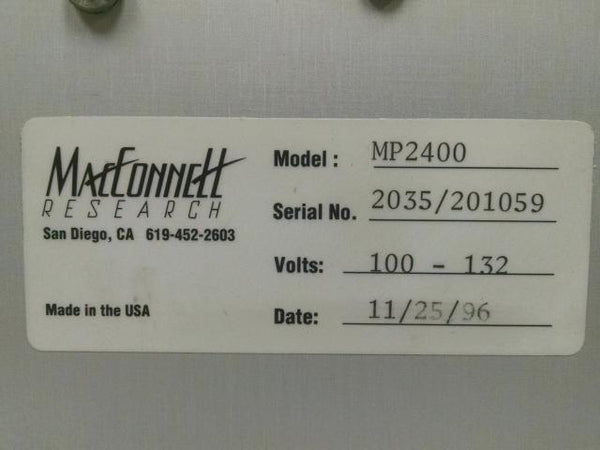 MacConnell
RESEARCH
San Diego, CA 619-452-2603
Made in the USA
Model : MP2400
Serial No. 2035/201059
Volts: 100 - 132
Date: 11/25/96